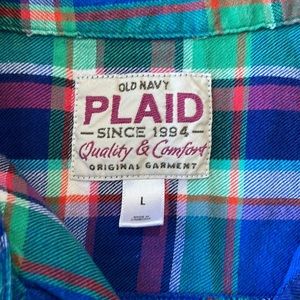 OLD NAVY
PLAID
SINCE 1994
Quality & Comfort
ORIGINAL GARMENT
L